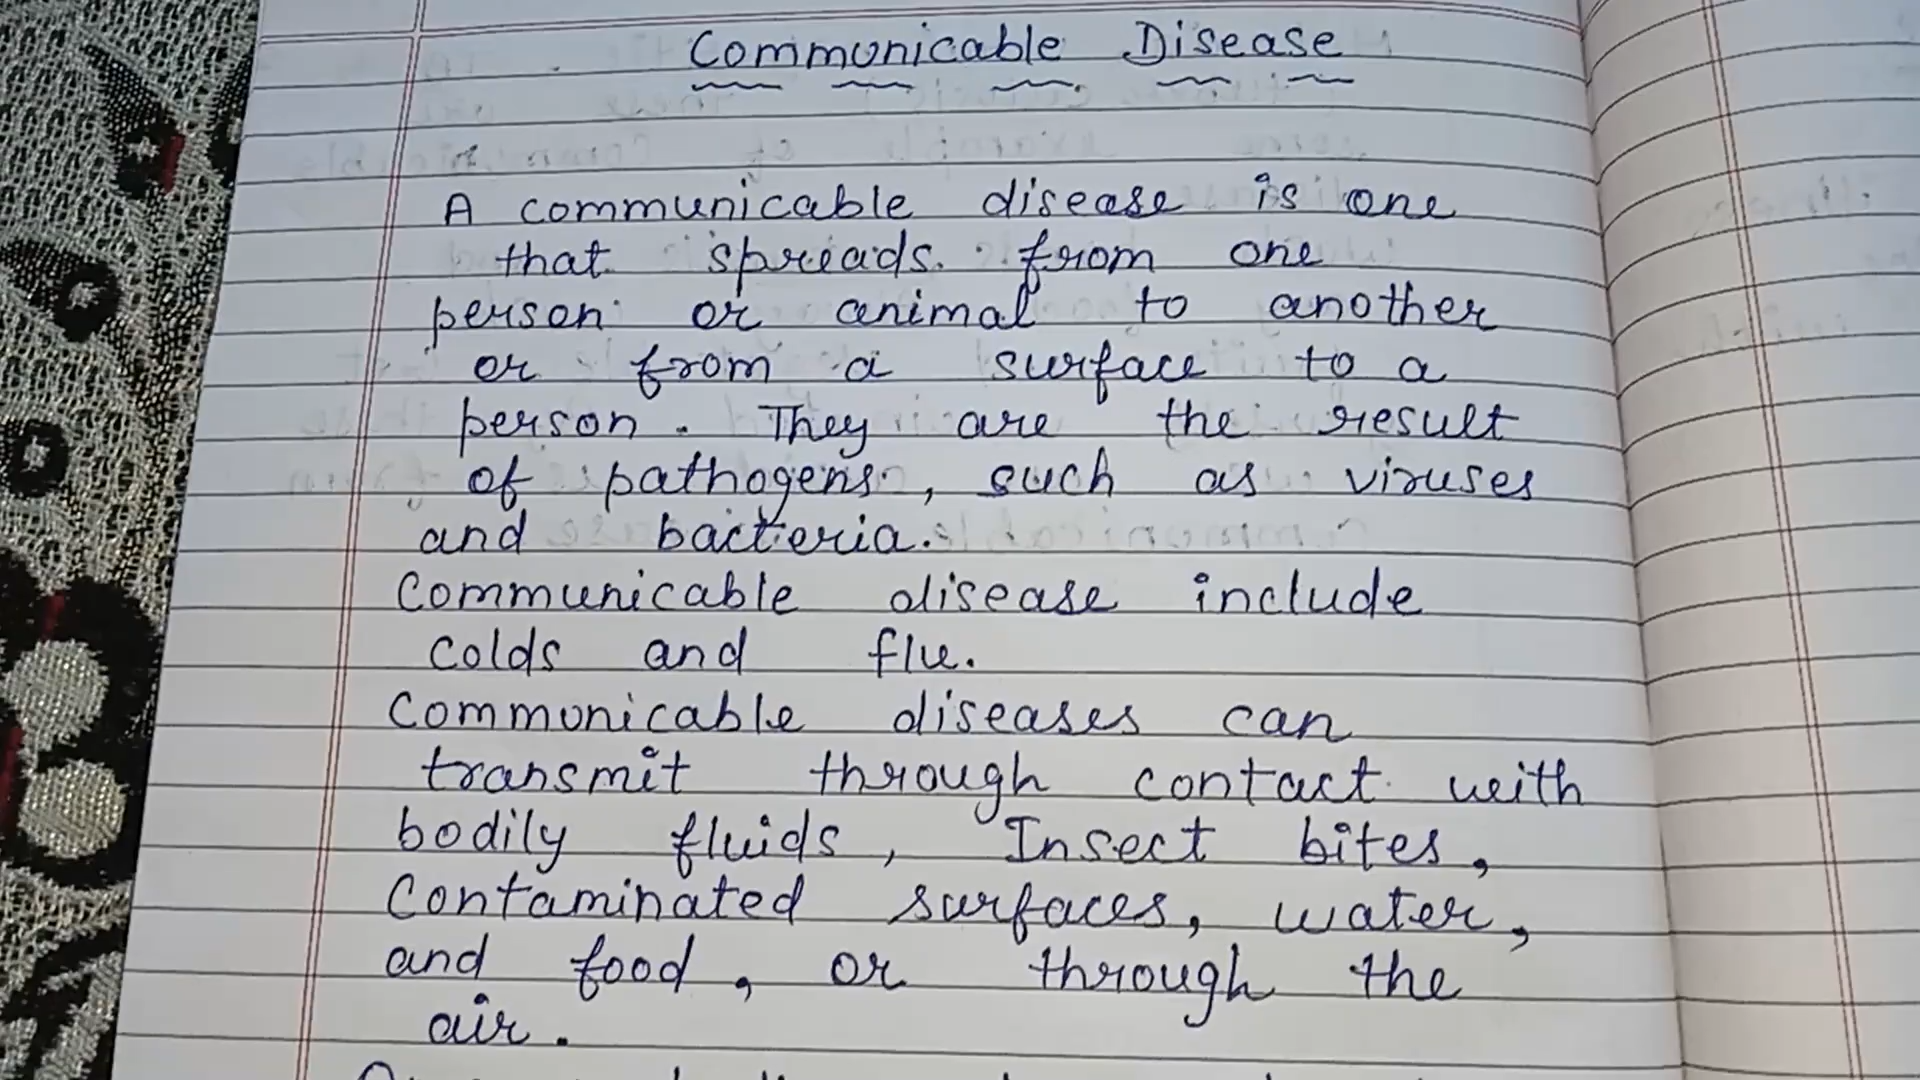 Communicable Disease
A communicable disease is one
that spreads from one
person or animal to another
or from a surface to a
person. They are the result
of pathogens, such as viruses
and bacteria.
Communicable disease include
colds and flu.
Communicable diseases can
transmit through contact with
bodily fluids, Insect bites,
Contaminated surfaces, water,
and food, or through the
air.